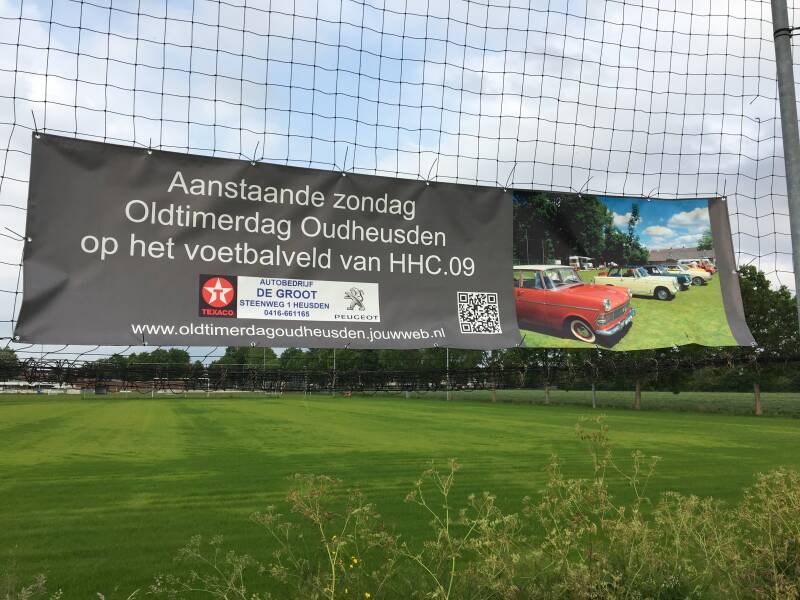 Aanstaande zondag
Oldtimerdag Oudheusden
op het voetbalveld van HHC.09
TEXACO
AUTOBEDRIJF
DE GROOT
STEENWEG 1 HEUSDEN
0416-661165
PEUGEOT
www.oldtimerdagoudheusden.jouwweb.nl